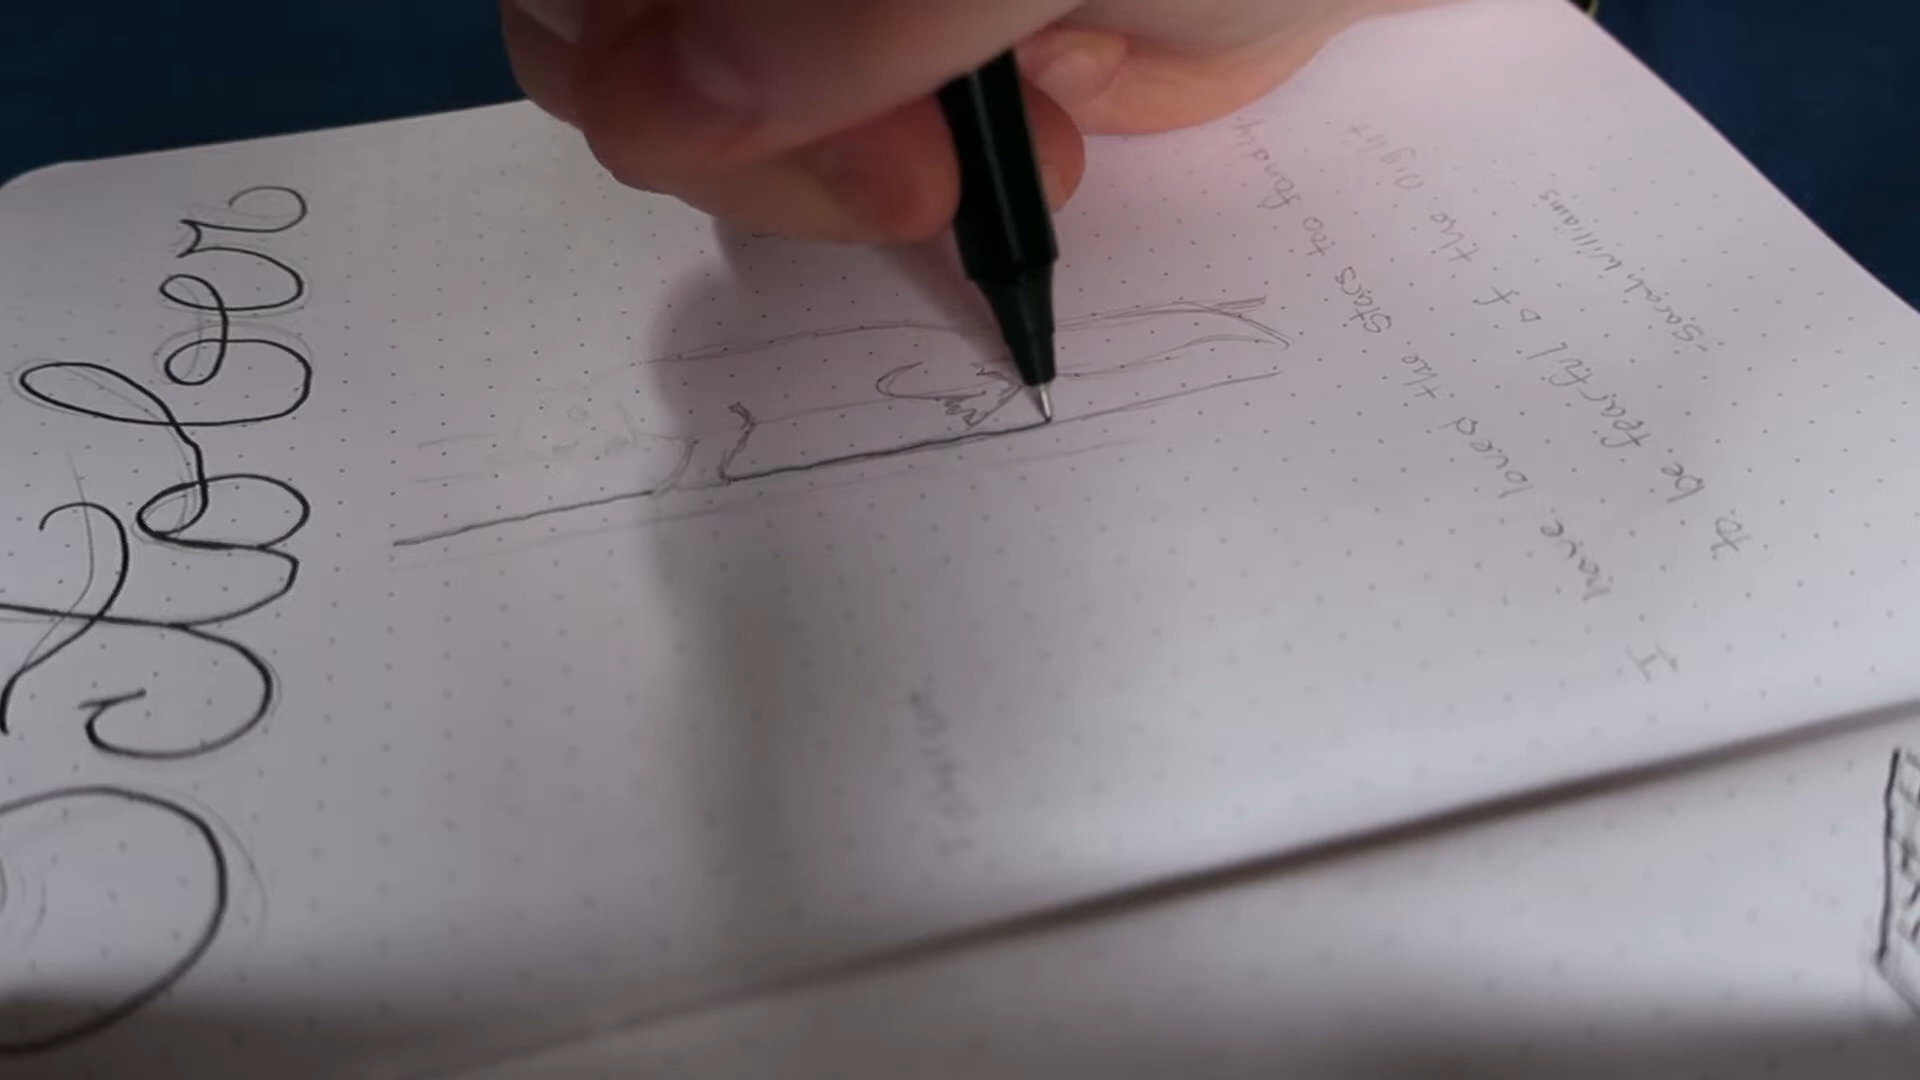 October
I have loved the stars too fondly
to be fearful of the night
-Sarah Williams